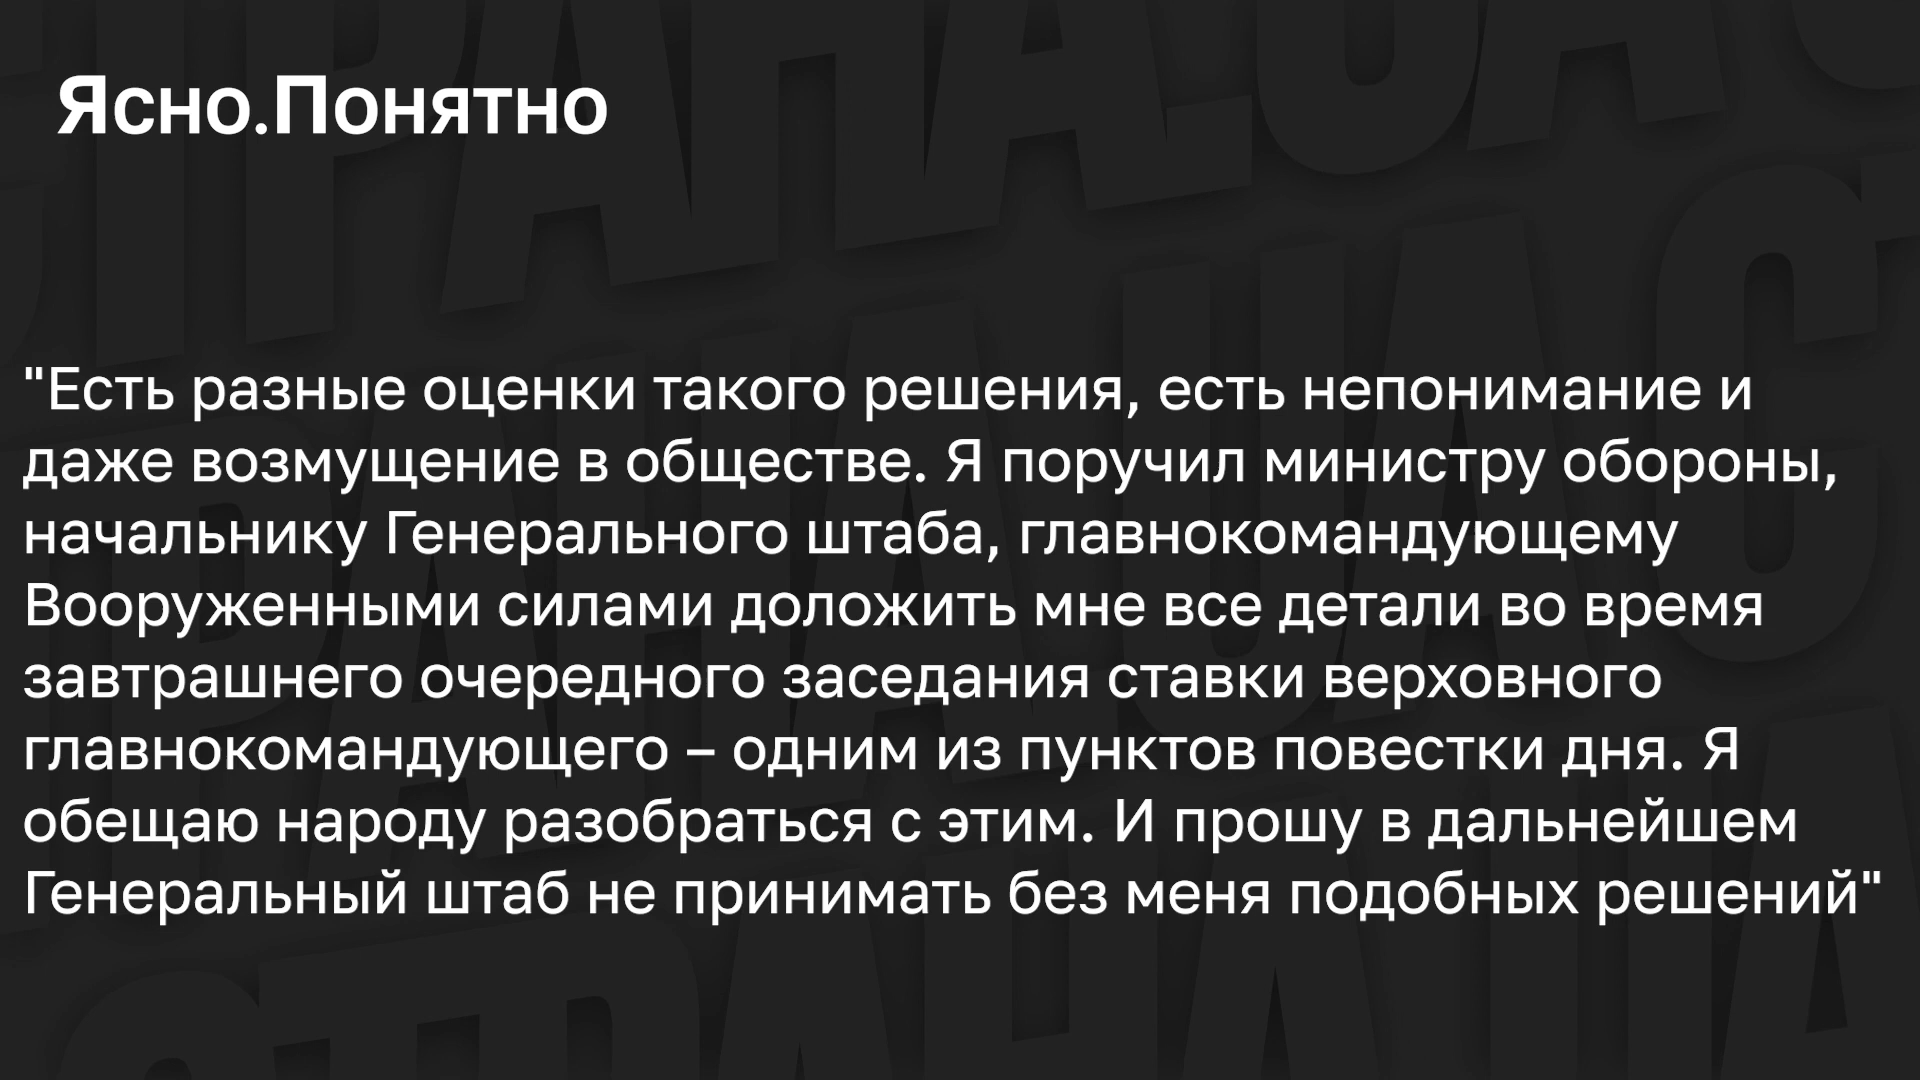 Ясно.Понятно
"Есть разные оценки такого решения, есть непонимание и
даже возмущение в обществе. Я поручил министру обороны,
начальнику Генерального штаба, главнокомандующему
Вооруженными силами доложить мне все детали во время
завтрашнего очередного заседания ставки верховного
главнокомандующего – одним из пунктов повестки дня. Я
обещаю народу разобраться с этим. И прошу в дальнейшем
Генеральный штаб не принимать без меня подобных решений"